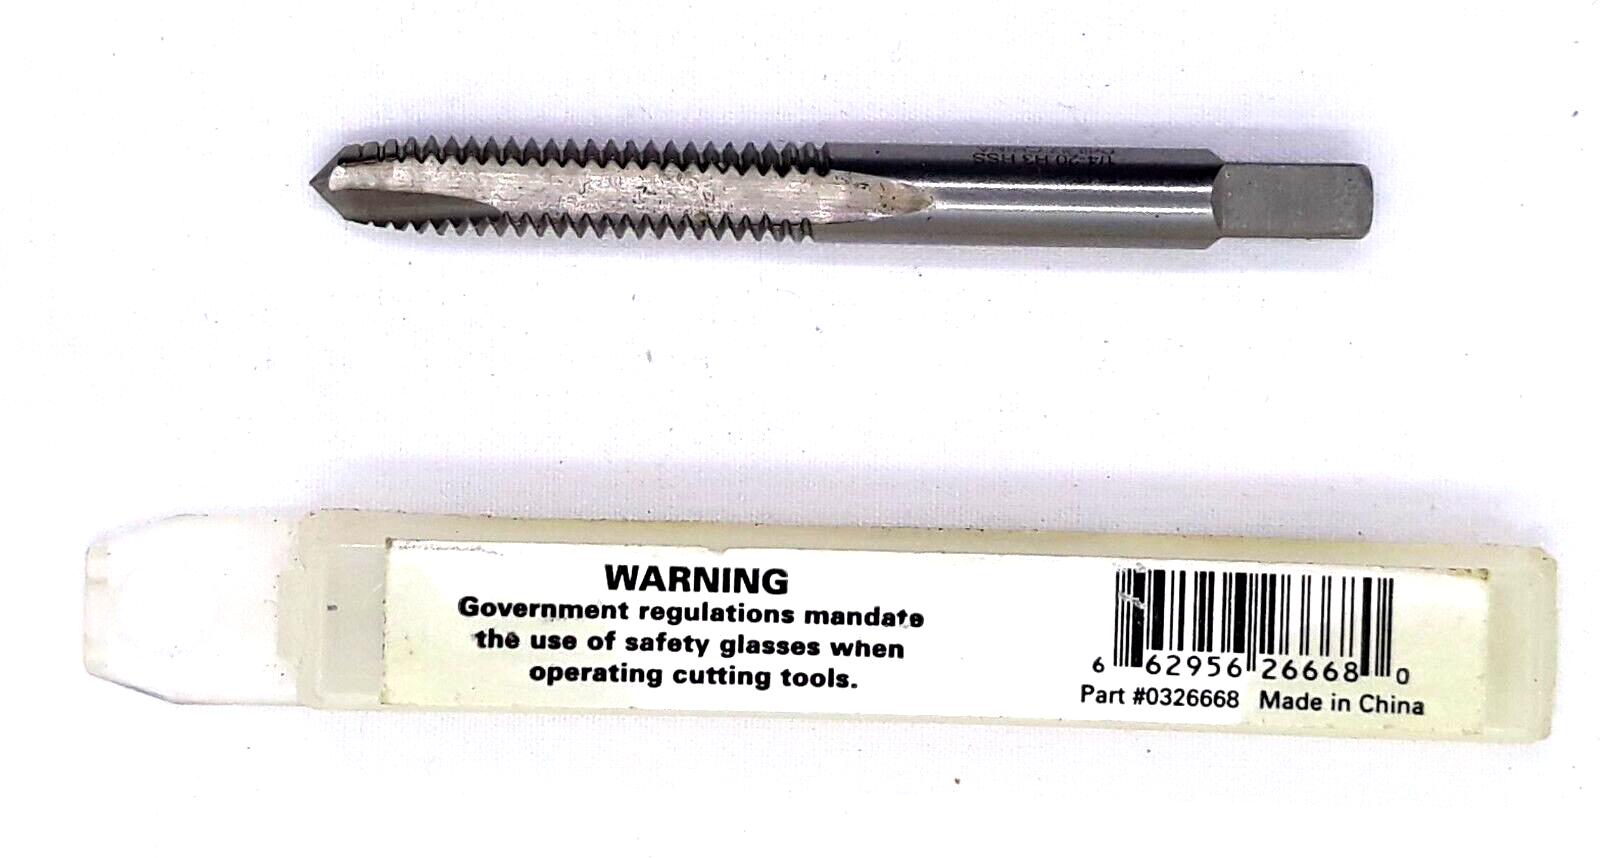 1/4-20 H3 HSS
WARNING
Government regulations mandate
the use of safety glasses when
operating cutting tools.
6 62956 26668 0
Part #0326668 Made in China